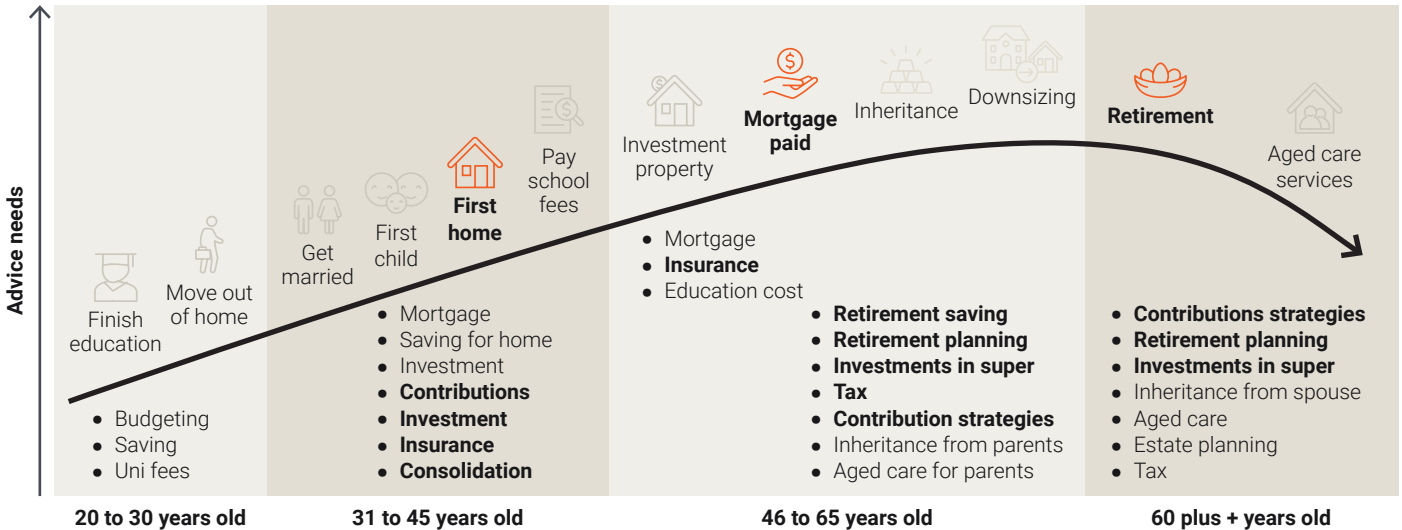 Advice needs
Finish
education
Move out
of home
Budgeting
Saving
Uni fees
20 to 30 years old
Get
married
First
child
First
home
Pay
school
fees
Mortgage
Saving for home
Investment
Contributions
Investment
Insurance
Consolidation
31 to 45 years old
Investment
property
Mortgage
paid
Inheritance
Downsizing
Mortgage
Insurance
Education cost
Retirement saving
Retirement planning
Investments in super
Tax
Contribution strategies
Inheritance from parents
Aged care for parents
46 to 65 years old
Retirement
Aged care
services
Contributions strategies
Retirement planning
Investments in super
Inheritance from spouse
Aged care
Estate planning
Tax
60 plus + years old